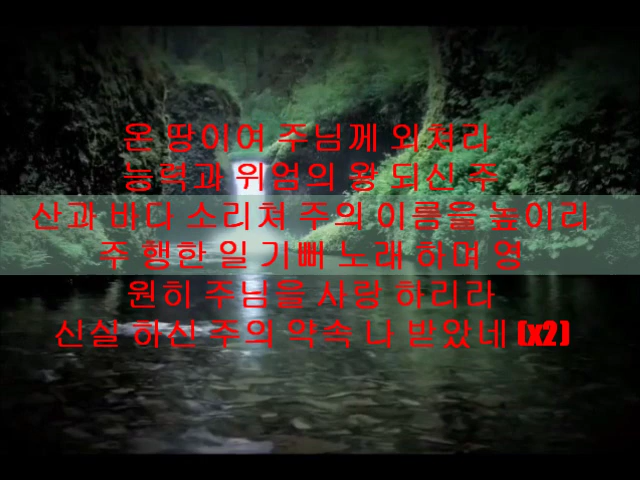 온 땅이여 주님께 외쳐라
능력과 위엄의 왕 되신 주
산과 바다 소리쳐 주의 이름을 높이리
주 행한 일 기뻐 노래 하며 영
원히 주님을 사랑 하리라
신실 하신 주의 약속 나 받았네 (x2)